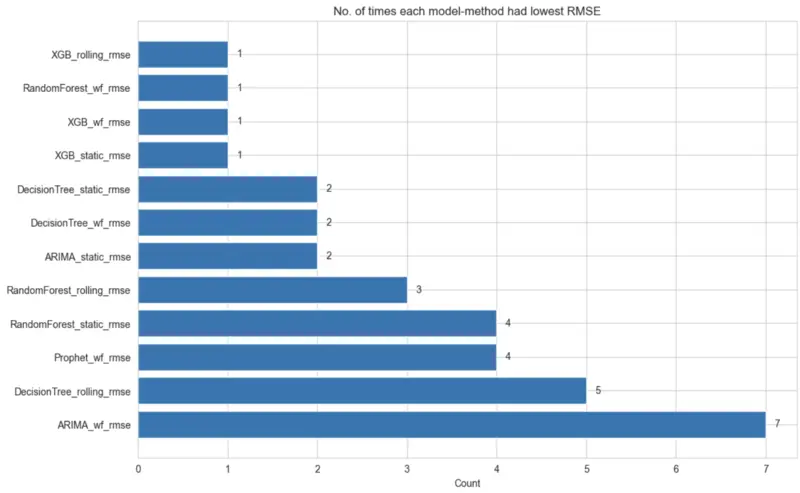 No. of times each model-method had lowest RMSE
XGB_rolling_rmse 1
RandomForest_wf_rmse 1
XGB_wf_rmse 1
XGB_static_rmse 1
DecisionTree_static_rmse 2
DecisionTree_wf_rmse 2
ARIMA_static_rmse 2
RandomForest_rolling_rmse 3
RandomForest_static_rmse 4
Prophet_wf_rmse 4
DecisionTree_rolling_rmse 5
ARIMA_wf_rmse 7
0 1 2 3 4 5 6 7
Count